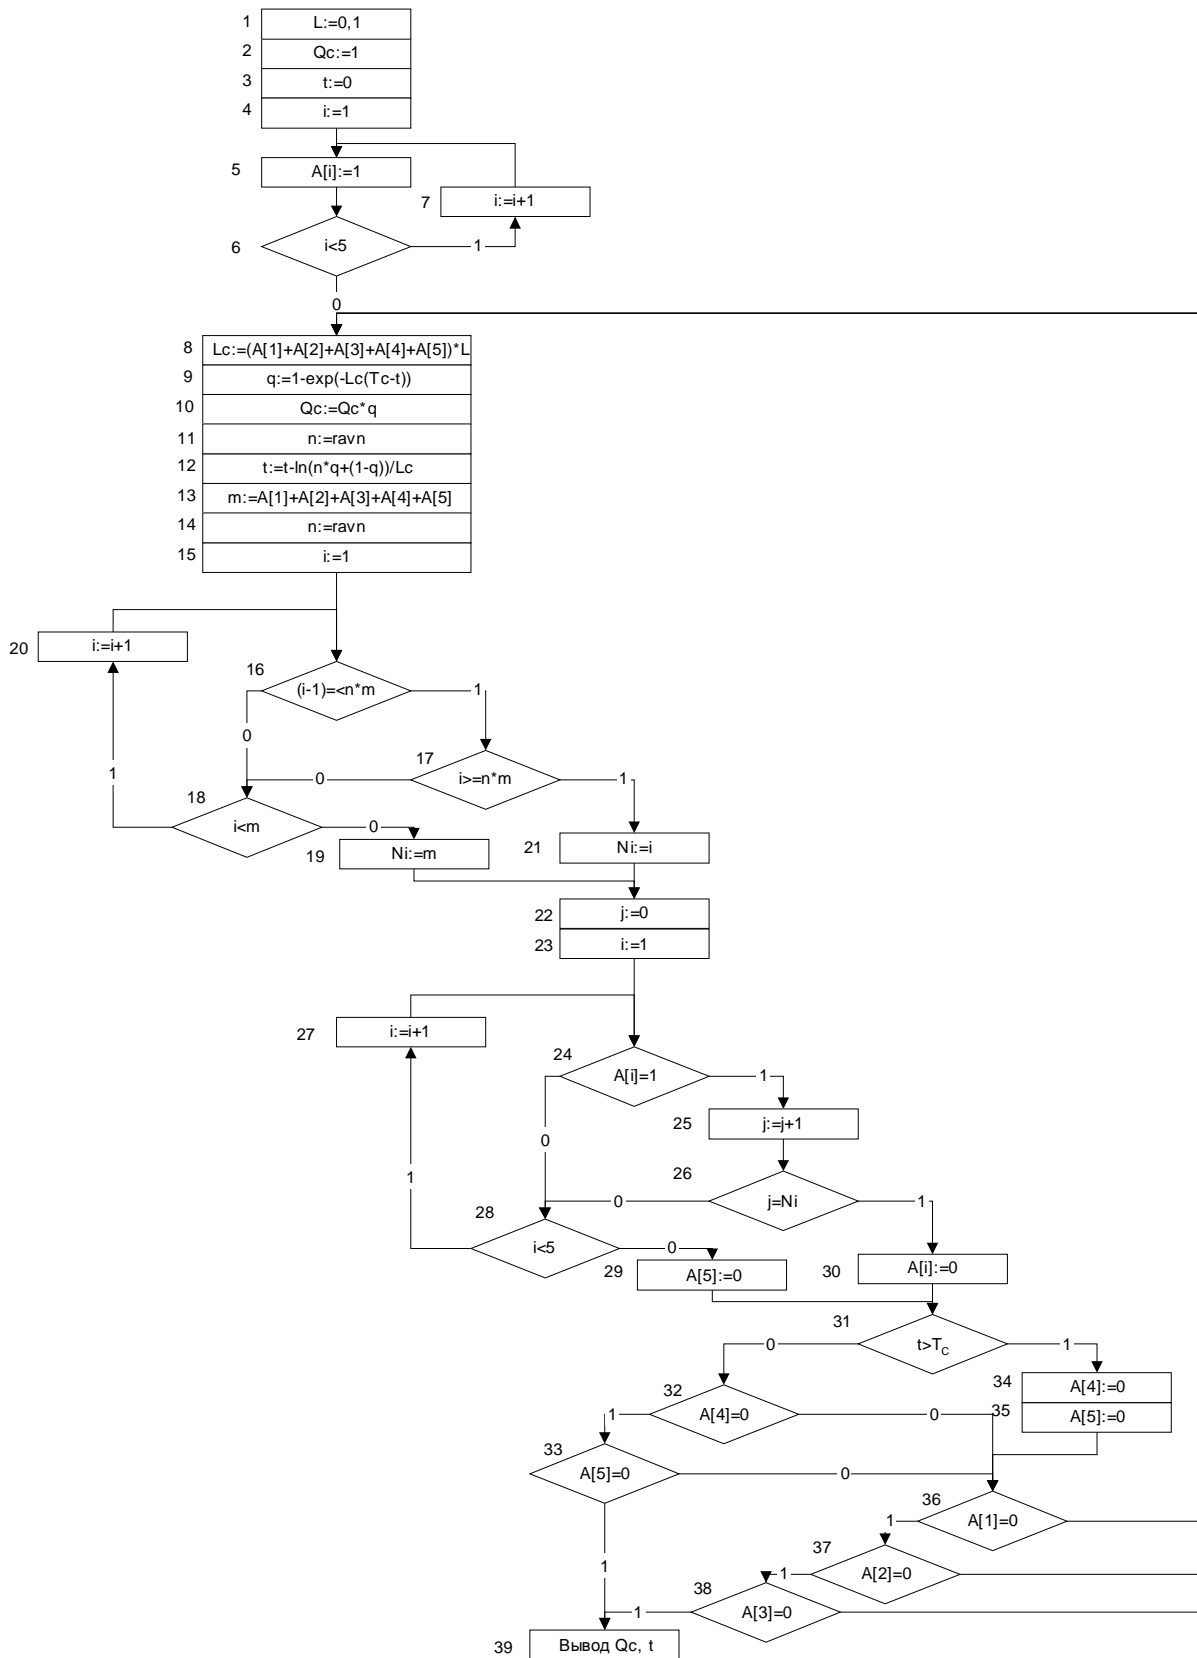 1 L:=0,1
2 Qc:=1
3 t:=0
4 i:=1
5 A[i]:=1
7 i:=i+1
6 i<5 1
0
8 Lc:=(A[1]+A[2]+A[3]+A[4]+A[5])*L
9 q:=1-exp(-Lc(Tc-t))
10 Qc:=Qc*q
11 n:=ravn
12 t:=t-ln(n*q+(1-q))/Lc
13 m:=A[1]+A[2]+A[3]+A[4]+A[5]
14 n:=ravn
15 i:=1
20 i:=i+1
16 (i-1)=<n*m 1
0
17 i>=n*m 0 1
1
18 i<m 0
19 Ni:=m
21 Ni:=i
22 j:=0
23 i:=1
27 i:=i+1
24 A[i]=1 1
25 j:=j+1
0
1
26 j=Ni 0 1
28 i<5 0
29 A[5]:=0
30 A[i]:=0
31 t>TC 0 1
34 A[4]:=0
35 A[5]:=0
32 A[4]=0 1 0
33 A[5]=0 0
36 A[1]=0 1
1
37 A[2]=0 1
38 A[3]=0 1
39 Вывод Qc, t